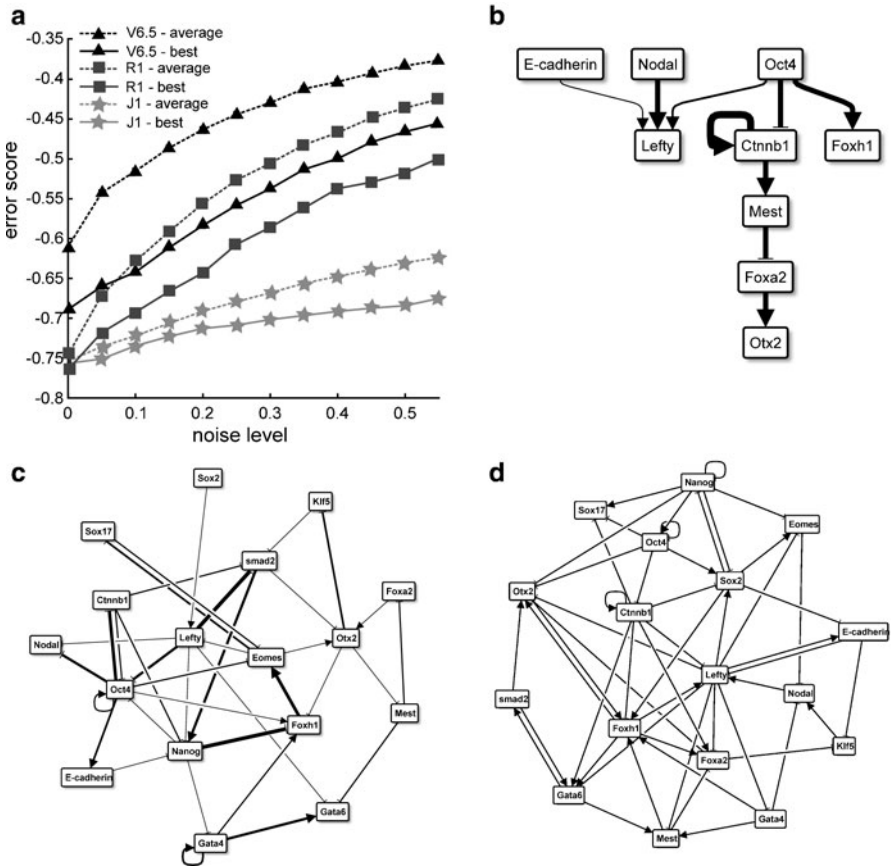 a
error score
-0.35
-0.4
-0.45
-0.5
-0.55
-0.6
-0.65
-0.7
-0.75
-0.8
V6.5 - average
V6.5 - best
R1 - average
R1 - best
J1 - average
J1 - best
0
0.1
0.2
0.3
0.4
0.5
noise level
b
E-cadherin
Nodal
Oct4
Lefty
Ctnnb1
Foxh1
Mest
Foxa2
Otx2
c
Sox2
Klf5
Sox17
smad2
Ctnnb1
Foxa2
Nodal
Lefty
Otx2
Eomes
Oct4
Mest
Foxh1
Nanog
E-cadherin
Gata6
Gata4
d
Nanog
Sox17
Eomes
Oct4
Sox2
Otx2
Ctnnb1
E-cadherin
Lefty
smad2
Nodal
Foxh1
Klf5
Foxa2
Gata6
Gata4
Mest